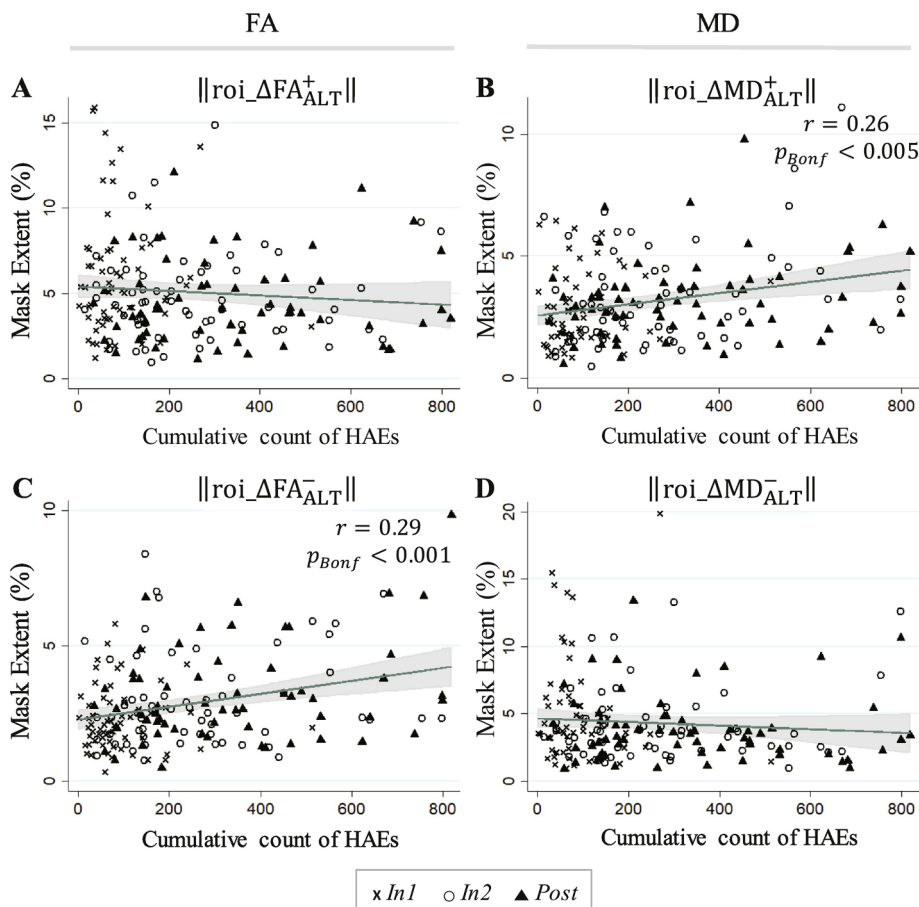 FA
MD
A
‖roi_ΔFA⁺ALT‖
Mask Extent (%)
15
10
5
0
0 200 400 600 800
Cumulative count of HAEs
B
‖roi_ΔMD⁺ALT‖
r = 0.26
pBonf < 0.005
Mask Extent (%)
10
5
0
0 200 400 600 800
Cumulative count of HAEs
C
‖roi_ΔFA⁻ALT‖
r = 0.29
pBonf < 0.001
Mask Extent (%)
10
5
0
0 200 400 600 800
Cumulative count of HAEs
D
‖roi_ΔMD⁻ALT‖
Mask Extent (%)
20
15
10
5
0
0 200 400 600 800
Cumulative count of HAEs
x In1 ○ In2 ▲ Post